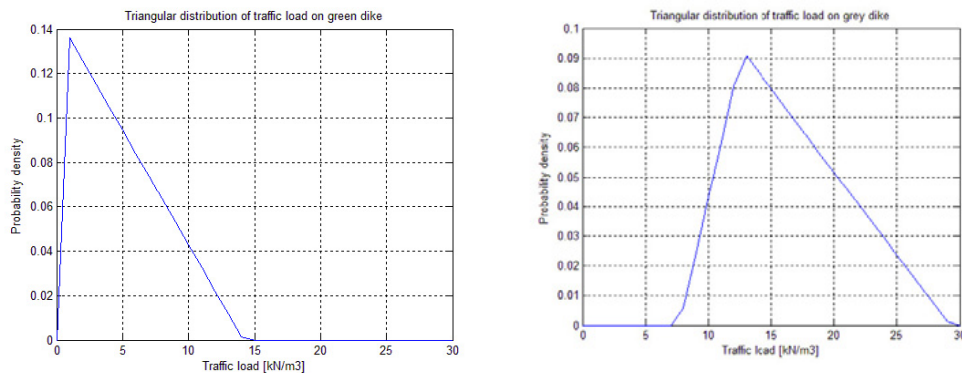 Triangular distribution of traffic load on green dike
0.14
0.12
0.1
0.08
0.06
0.04
0.02
0
Probability density
0 5 10 15 20 25 30
Traffic load [kN/m3]
Triangular distribution of traffic load on grey dike
0.1
0.09
0.08
0.07
0.06
0.05
0.04
0.03
0.02
0.01
0
Probability density
0 5 10 15 20 25 30
Traffic load [kN/m3]